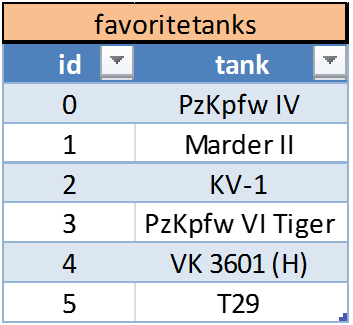 favoritetanks
id tank
0 PzKpfw IV
1 Marder II
2 KV-1
3 PzKpfw VI Tiger
4 VK 3601 (H)
5 T29